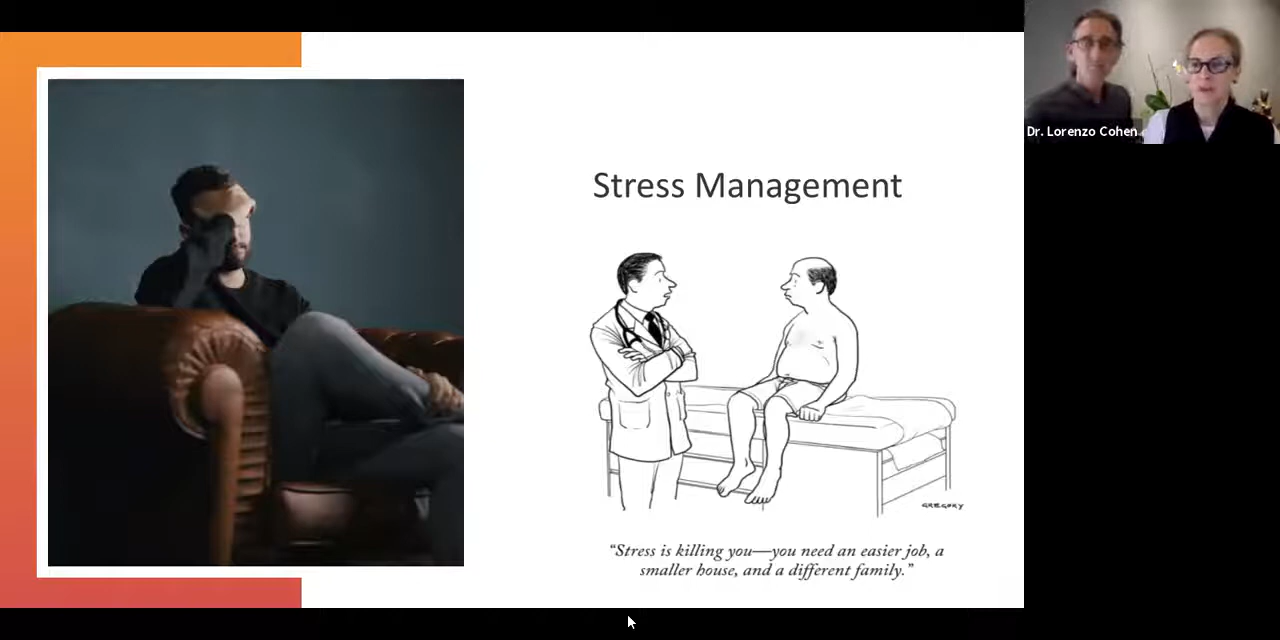 Stress Management
GREGORY
“Stress is killing you—you need an easier job, a
smaller house, and a different family.”
Dr. Lorenzo Cohen